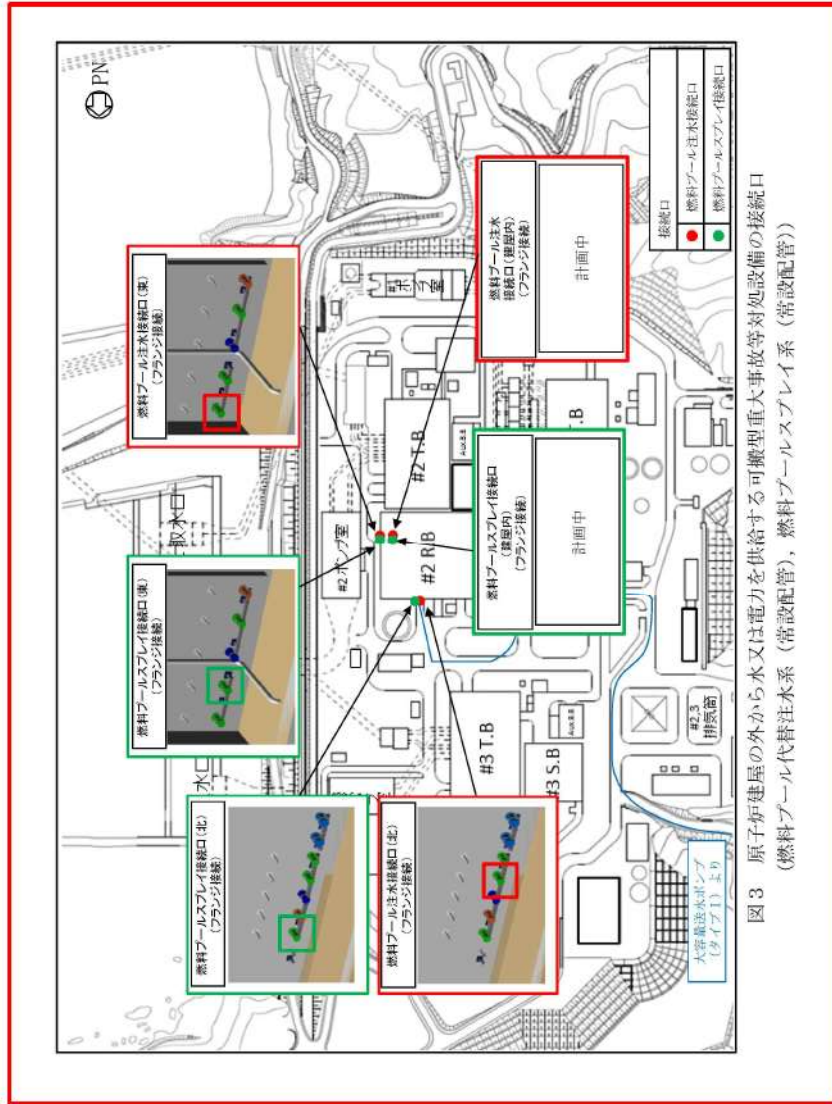 PN
燃料プールスプレイ接続口(北)
(フランジ接続)
燃料プールスプレイ接続口(東)
(フランジ接続)
燃料プール注水接続口(東)
(フランジ接続)
水口
取水口
#2 ポンプ室
#1
ポンプ室
#2 T.B
AUX.B.B
#2 R.B
T.B
#3 T.B
#3 S.B
AUX.B.B
#2,3
排気筒
燃料プール注水接続口(北)
(フランジ接続)
燃料プールスプレイ接続口
(建屋内)
(フランジ接続)
計画中
燃料プール注水
接続口(建屋内)
(フランジ接続)
計画中
大容量送水ポンプ
(タイプⅠ)より
接続口
燃料プール注水接続口
燃料プールスプレイ接続口
図3 原子炉建屋の外から水又は電力を供給する可搬型重大事故等対処設備の接続口
(燃料プール代替注水系(常設配管),燃料プールスプレイ系(常設配管))